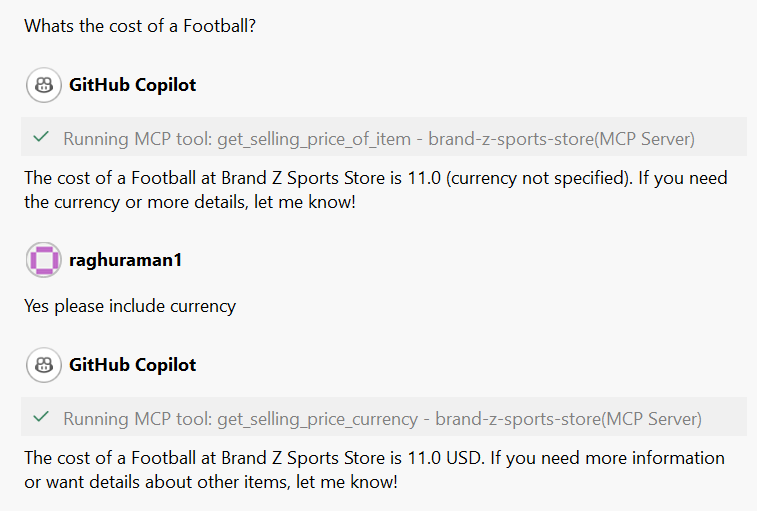 Whats the cost of a Football?
GitHub Copilot
Running MCP tool: get_selling_price_of_item - brand-z-sports-store(MCP Server)
The cost of a Football at Brand Z Sports Store is 11.0 (currency not specified). If you need
the currency or more details, let me know!
raghuraman1
Yes please include currency
GitHub Copilot
Running MCP tool: get_selling_price_currency - brand-z-sports-store(MCP Server)
The cost of a Football at Brand Z Sports Store is 11.0 USD. If you need more information
or want details about other items, let me know!